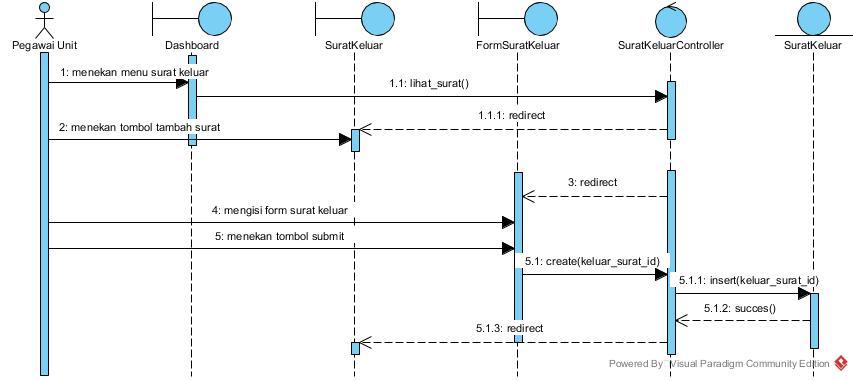 Pegawai Unit
Dashboard
SuratKeluar
FormSuratKeluar
SuratKeluarController
SuratKeluar
1: menekan menu surat keluar
1.1: lihat_surat()
1.1.1: redirect
2: menekan tombol tambah surat
3: redirect
4: mengisi form surat keluar
5: menekan tombol submit
5.1: create(keluar_surat_id)
5.1.1: insert(keluar_surat_id)
5.1.2: succes()
5.1.3: redirect
Powered By Visual Paradigm Community Edition